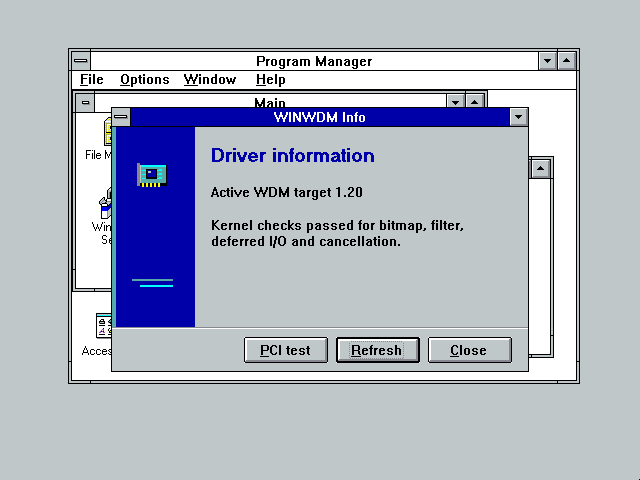 Program Manager
File Options Window Help
Main
WINWDM Info
File M
Driver information
Active WDM target 1.20
Kernel checks passed for bitmap, filter,
deferred I/O and cancellation.
Win
Se
Acces
PCI test Refresh Close